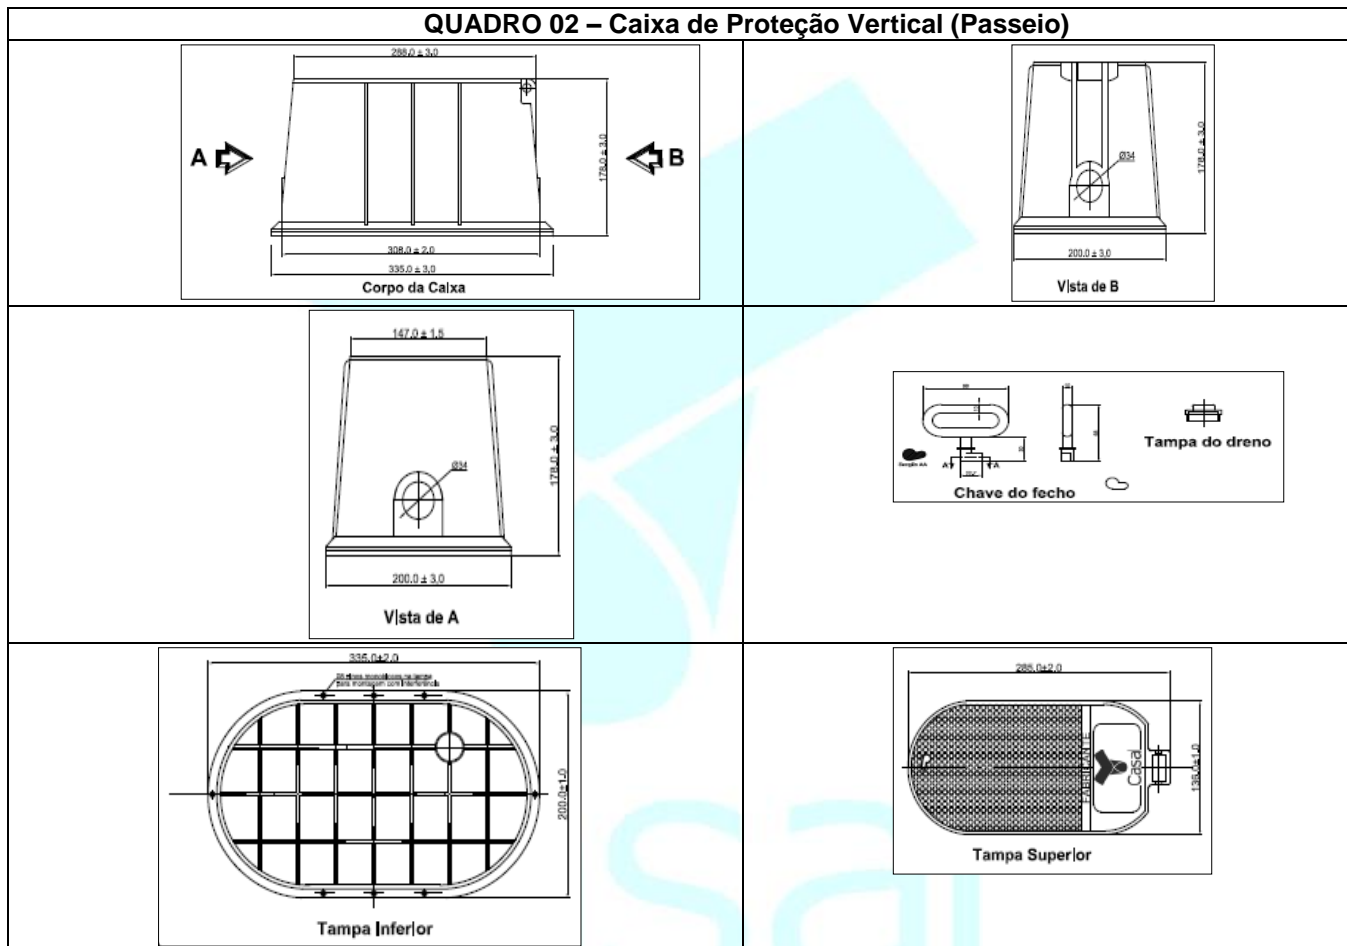 QUADRO 02 – Caixa de Proteção Vertical (Passeio)
288.0 ± 3.0
A
B
178.0 ± 3.0
308.0 ± 2.0
335.0 ± 3,0
Corpo da Caixa
Ø34
178.0 ± 3.0
200.0 ± 3,0
Vista de B
147.0 ± 1.5
Ø34
178.0 ± 3.0
200.0 ± 3,0
Vista de A
A
A
Chave do fecho
Tampa do dreno
335.0±2.0
para montagem com interferência
200.0±1.0
Tampa Inferior
285.0±2.0
FABRICANTE
Casal
136.0±1.0
Tampa Superior